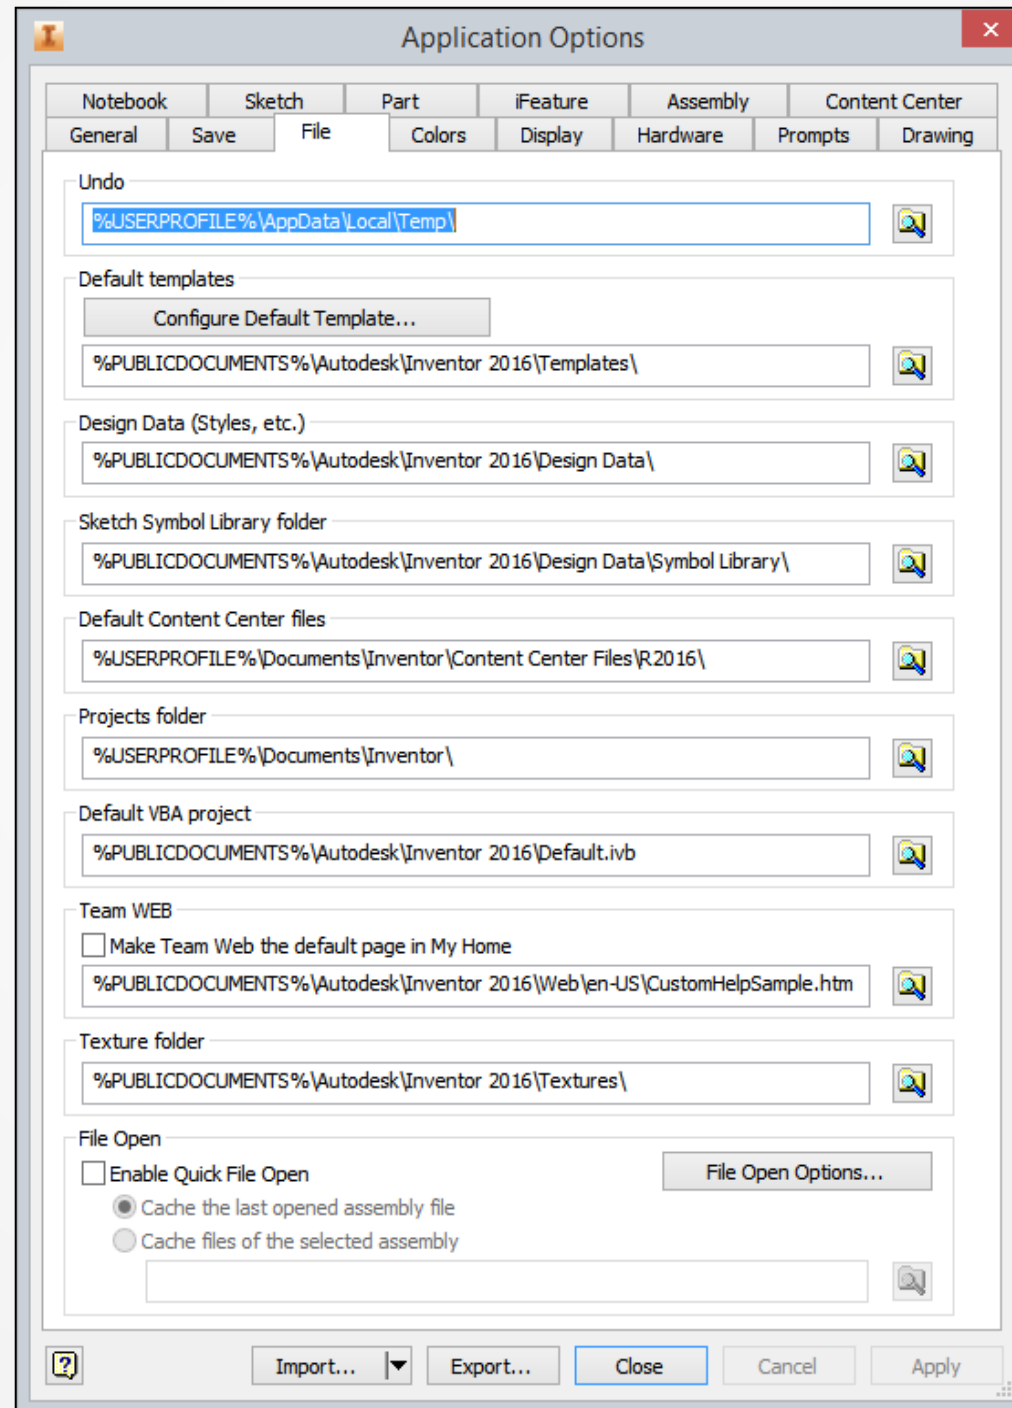 Application Options
Notebook Sketch Part iFeature Assembly Content Center
General Save File Colors Display Hardware Prompts Drawing
Undo
%USERPROFILE%\AppData\Local\Temp\
Default templates
Configure Default Template...
%PUBLICDOCUMENTS%\Autodesk\Inventor 2016\Templates\
Design Data (Styles, etc.)
%PUBLICDOCUMENTS%\Autodesk\Inventor 2016\Design Data\
Sketch Symbol Library folder
%PUBLICDOCUMENTS%\Autodesk\Inventor 2016\Design Data\Symbol Library\
Default Content Center files
%USERPROFILE%\Documents\Inventor\Content Center Files\R2016\
Projects folder
%USERPROFILE%\Documents\Inventor\
Default VBA project
%PUBLICDOCUMENTS%\Autodesk\Inventor 2016\Default.ivb
Team WEB
Make Team Web the default page in My Home
%PUBLICDOCUMENTS%\Autodesk\Inventor 2016\Web\en-US\CustomHelpSample.htm
Texture folder
%PUBLICDOCUMENTS%\Autodesk\Inventor 2016\Textures\
File Open
Enable Quick File Open File Open Options...
Cache the last opened assembly file
Cache files of the selected assembly
Import... Export... Close Cancel Apply